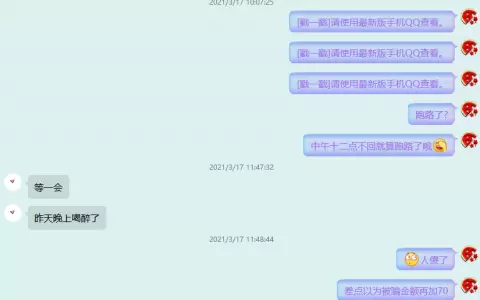 2021/3/17 10:07:25
[戳一戳]请使用最新版手机QQ查看。
[戳一戳]请使用最新版手机QQ查看。
[戳一戳]请使用最新版手机QQ查看。
跑路了?
中午十二点不回就算跑路了哦
2021/3/17 11:47:32
等一会
昨天晚上喝醉了
2021/3/17 11:48:44
人傻了
差点以为被骗金额再加70